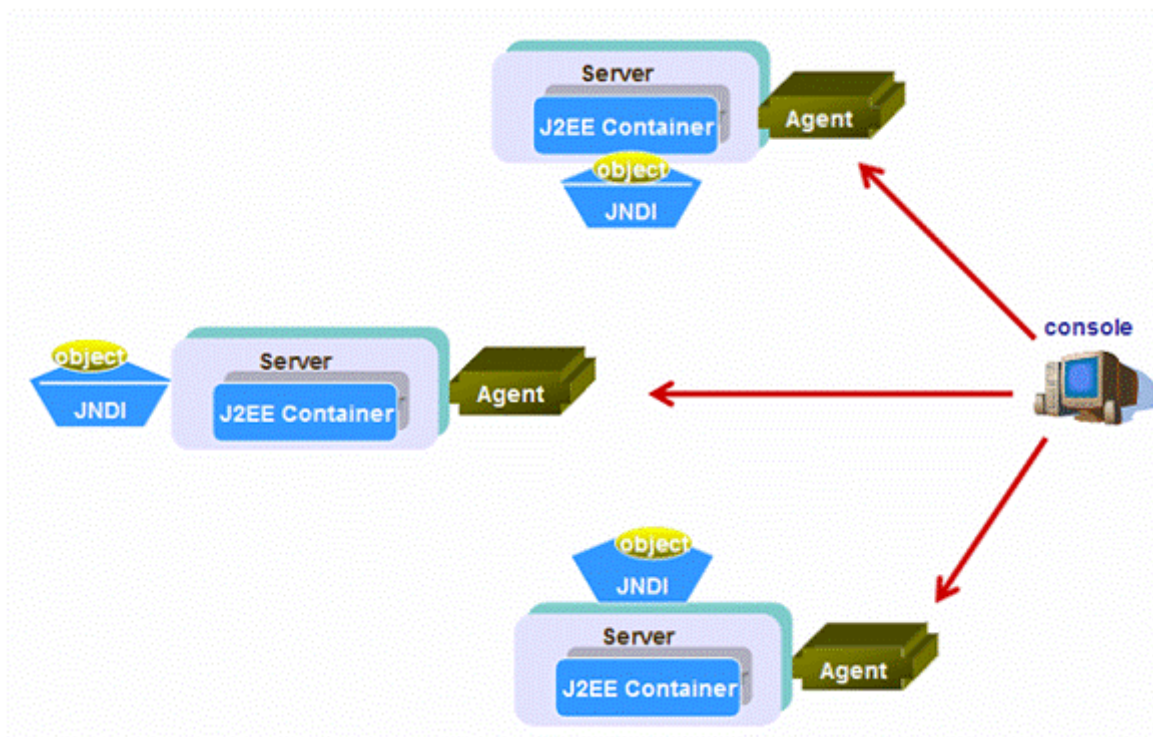 Server
J2EE Container
Agent
object
JNDI
console
object
JNDI
Server
J2EE Container
Agent
object
JNDI
Server
J2EE Container
Agent